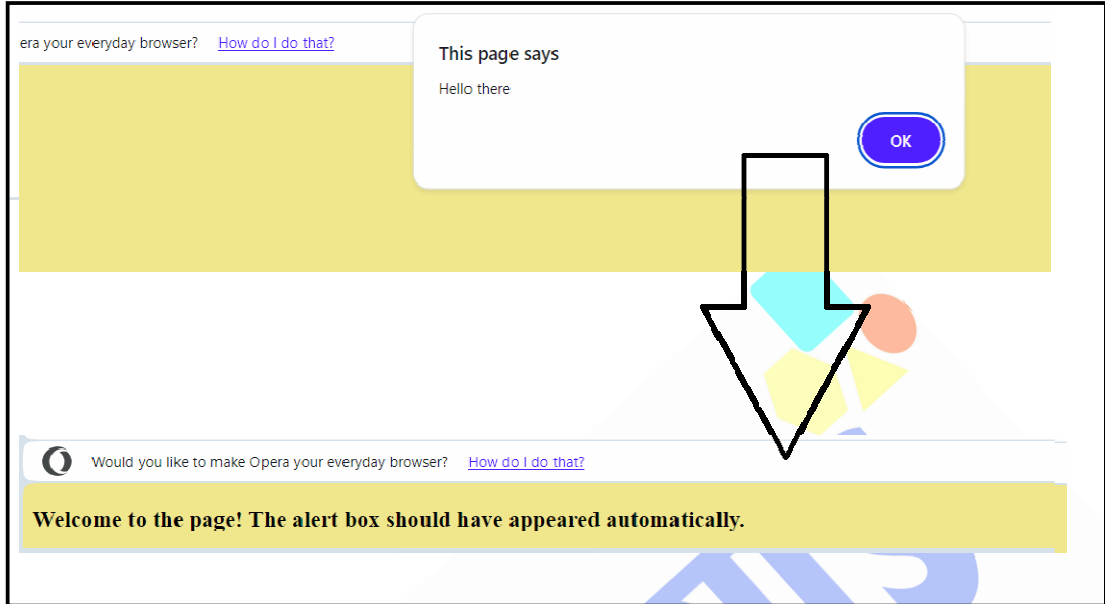 era your everyday browser? How do I do that?
This page says
Hello there
OK
Would you like to make Opera your everyday browser? How do I do that?
Welcome to the page! The alert box should have appeared automatically.